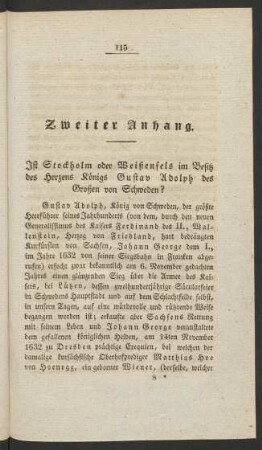 115
Zweiter Anhang.
Ist Stockholm oder Weißenfels im Besitz
des Herzens Königs Gustav Adolph des
Großen von Schweden?
Gustav Adolph, König von Schweden, der größte
Heerführer seines Jahrhunderts (von dem, durch den neuen
Generalissimus des Kaisers Ferdinand des II., Wal-
lenstein, Herzog von Friedland, hart bedrängten
Kurfürsten von Sachsen, Johann George dem I.,
im Jahre 1632 von seiner Siegsbahn in Franken abge-
rufen) erfocht zwar bekanntlich am 6. November gedachten
Jahres einen glänzenden Sieg über die Armee des Kai-
sers, bei Lützen, dessen zweihundertjährige Säcularfeier
in Schwedens Hauptstadt und auf dem Schlachtfelde selbst,
in unsern Tagen, auf eine würdevolle und rührende Weise
begangen worden ist; erkaufte aber Sachsens Rettung
mit seinem Leben und Johann George veranstaltete
dem gefallenen königlichen Helden, am 14ten November
1632 zu Dresden prächtige Exequien, bei welchen der
damalige kursächsische Oberhofprediger Matthias Hoe
von Hoenegg, ein geborner Wiener, (derselbe, welcher
8 *